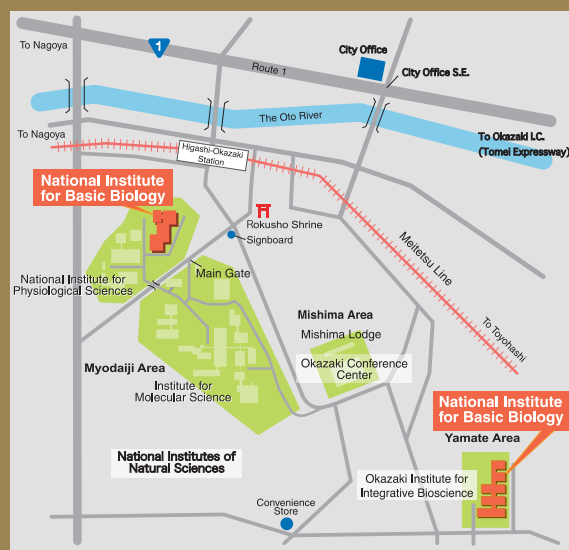 To Nagoya
1
Route 1
City Office
City Office S.E.
The Oto River
To Nagoya
To Okazaki I.C.
(Tomei Expressway)
Higashi-Okazaki
Station
National Institute
for Basic Biology
Rokusho Shrine
Signboard
Meitetsu Line
Main Gate
National Institute for
Physiological Sciences
Mishima Area
Mishima Lodge
To Toyohashi
Okazaki Conference
Center
Myodaiji Area
Institute for
Molecular Science
National Institute
for Basic Biology
Yamate Area
National Institutes of
Natural Sciences
Okazaki Institute for
Integrative Bioscience
Convenience
Store